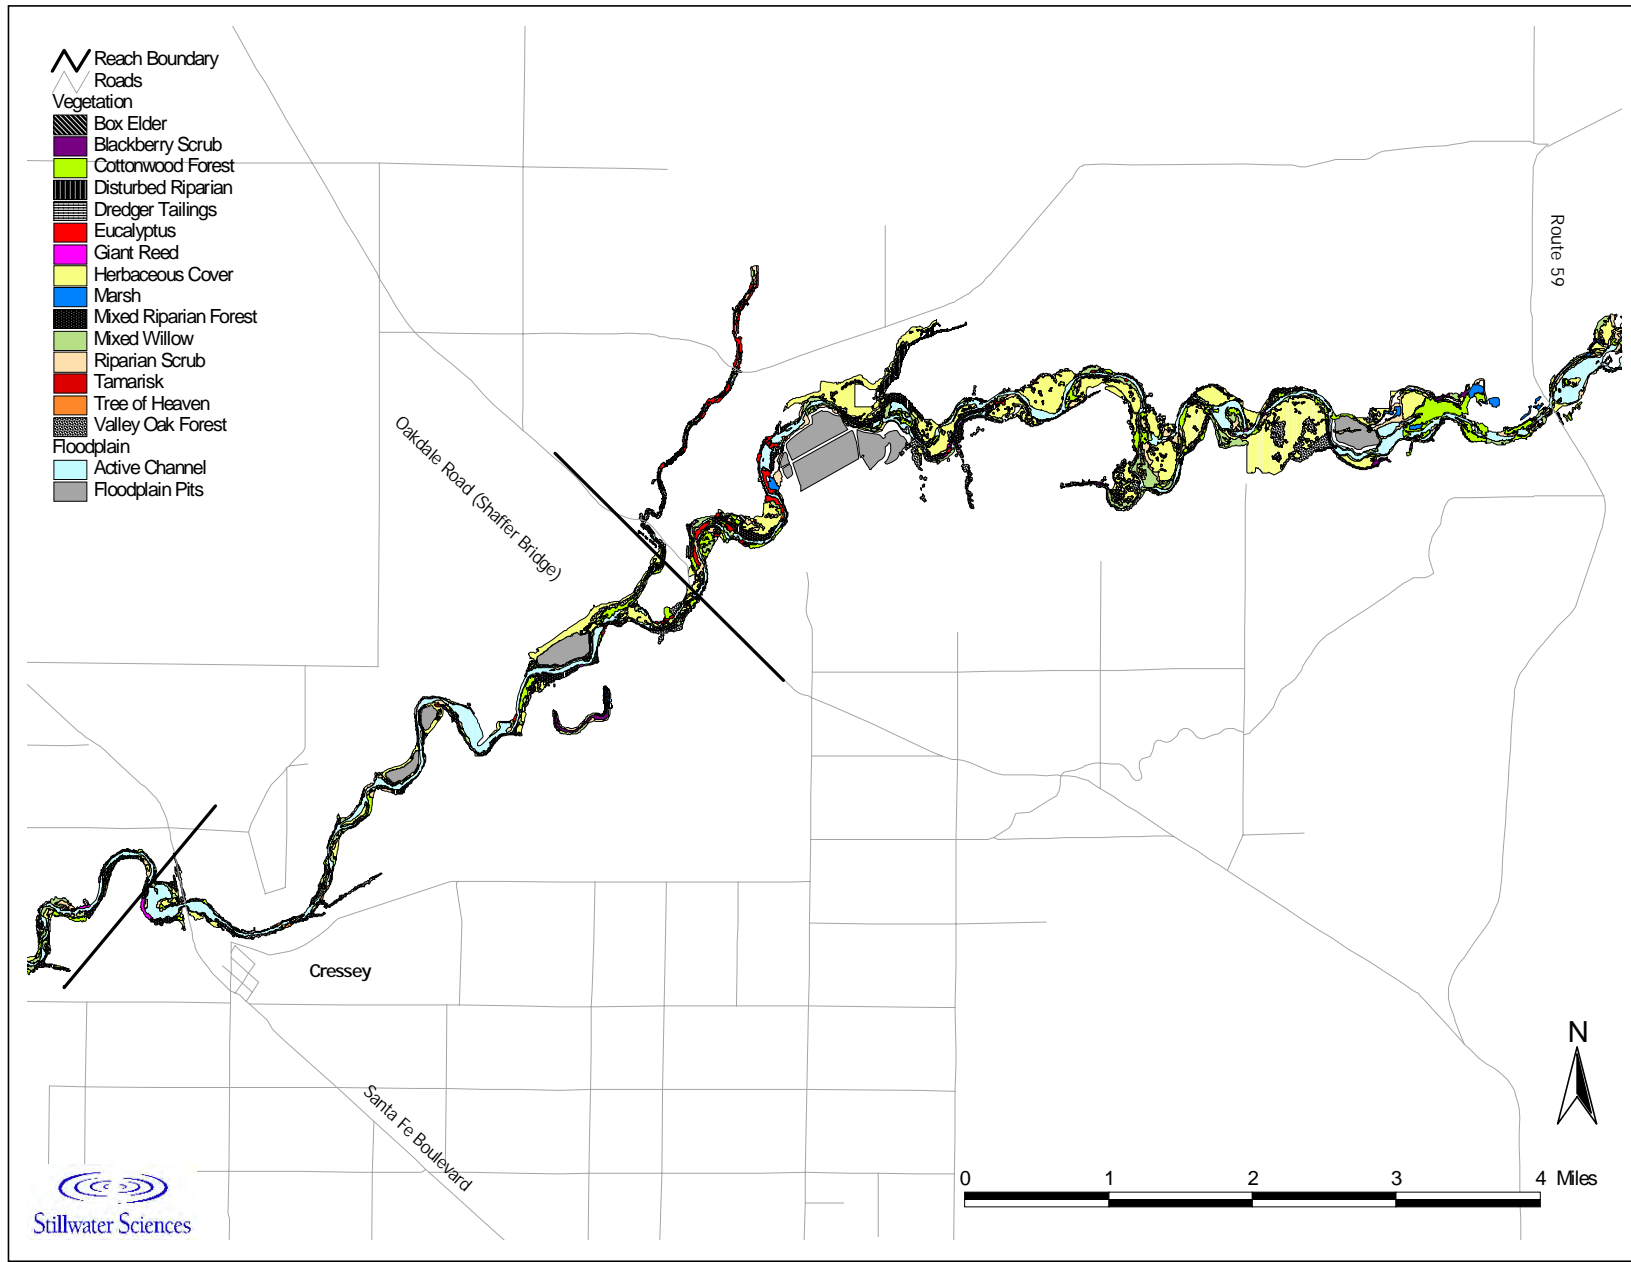 Reach Boundary
Roads
Vegetation
Box Elder
Blackberry Scrub
Cottonwood Forest
Disturbed Riparian
Dredger Tailings
Eucalyptus
Giant Reed
Herbaceous Cover
Marsh
Mixed Riparian Forest
Mixed Willow
Riparian Scrub
Tamarisk
Tree of Heaven
Valley Oak Forest
Floodplain
Active Channel
Floodplain Pits
Route 59
Oakdale Road (Shaffer Bridge)
Cressey
Santa Fe Boulevard
N
0 1 2 3 4 Miles
Stillwater Sciences